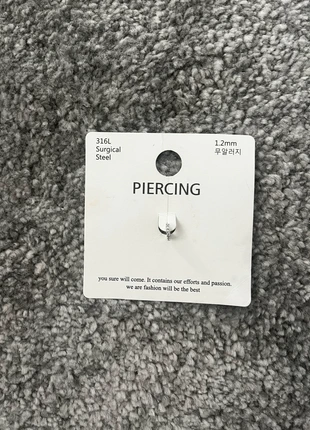 316L
Surgical
Steel
1.2mm
무알러지
PIERCING
you sure will come. It contains our efforts and passion.
we are fashion will be the best